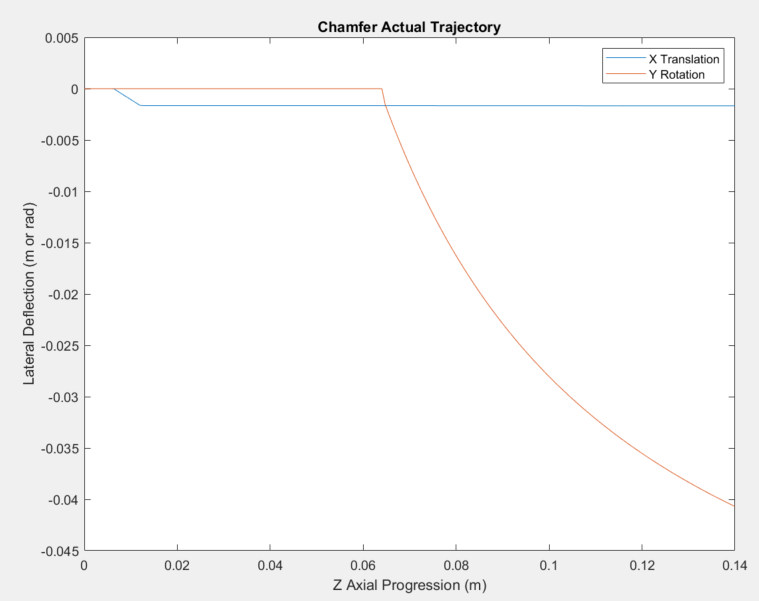 Chamfer Actual Trajectory
0.005
0
-0.005
-0.01
-0.015
-0.02
-0.025
-0.03
-0.035
-0.04
-0.045
Lateral Deflection (m or rad)
X Translation
Y Rotation
0 0.02 0.04 0.06 0.08 0.1 0.12 0.14
Z Axial Progression (m)